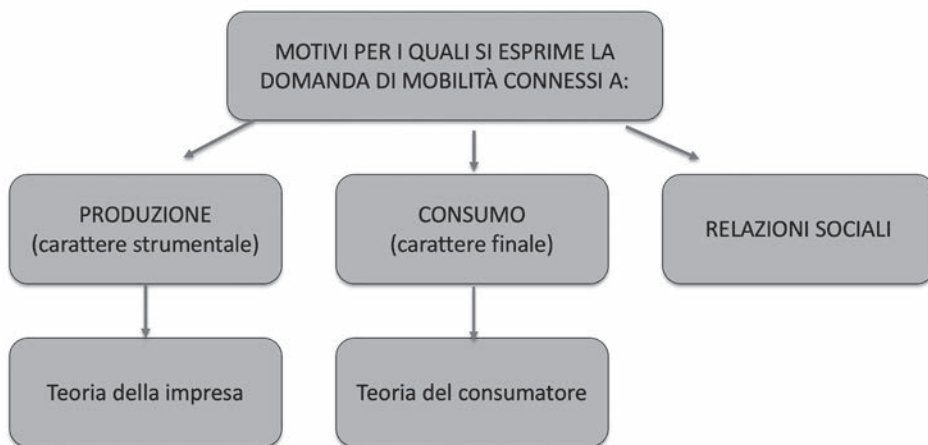 MOTIVI PER I QUALI SI ESPRIME LA
DOMANDA DI MOBILITÀ CONNESSI A:
PRODUZIONE
(carattere strumentale)
CONSUMO
(carattere finale)
RELAZIONI SOCIALI
Teoria della impresa
Teoria del consumatore